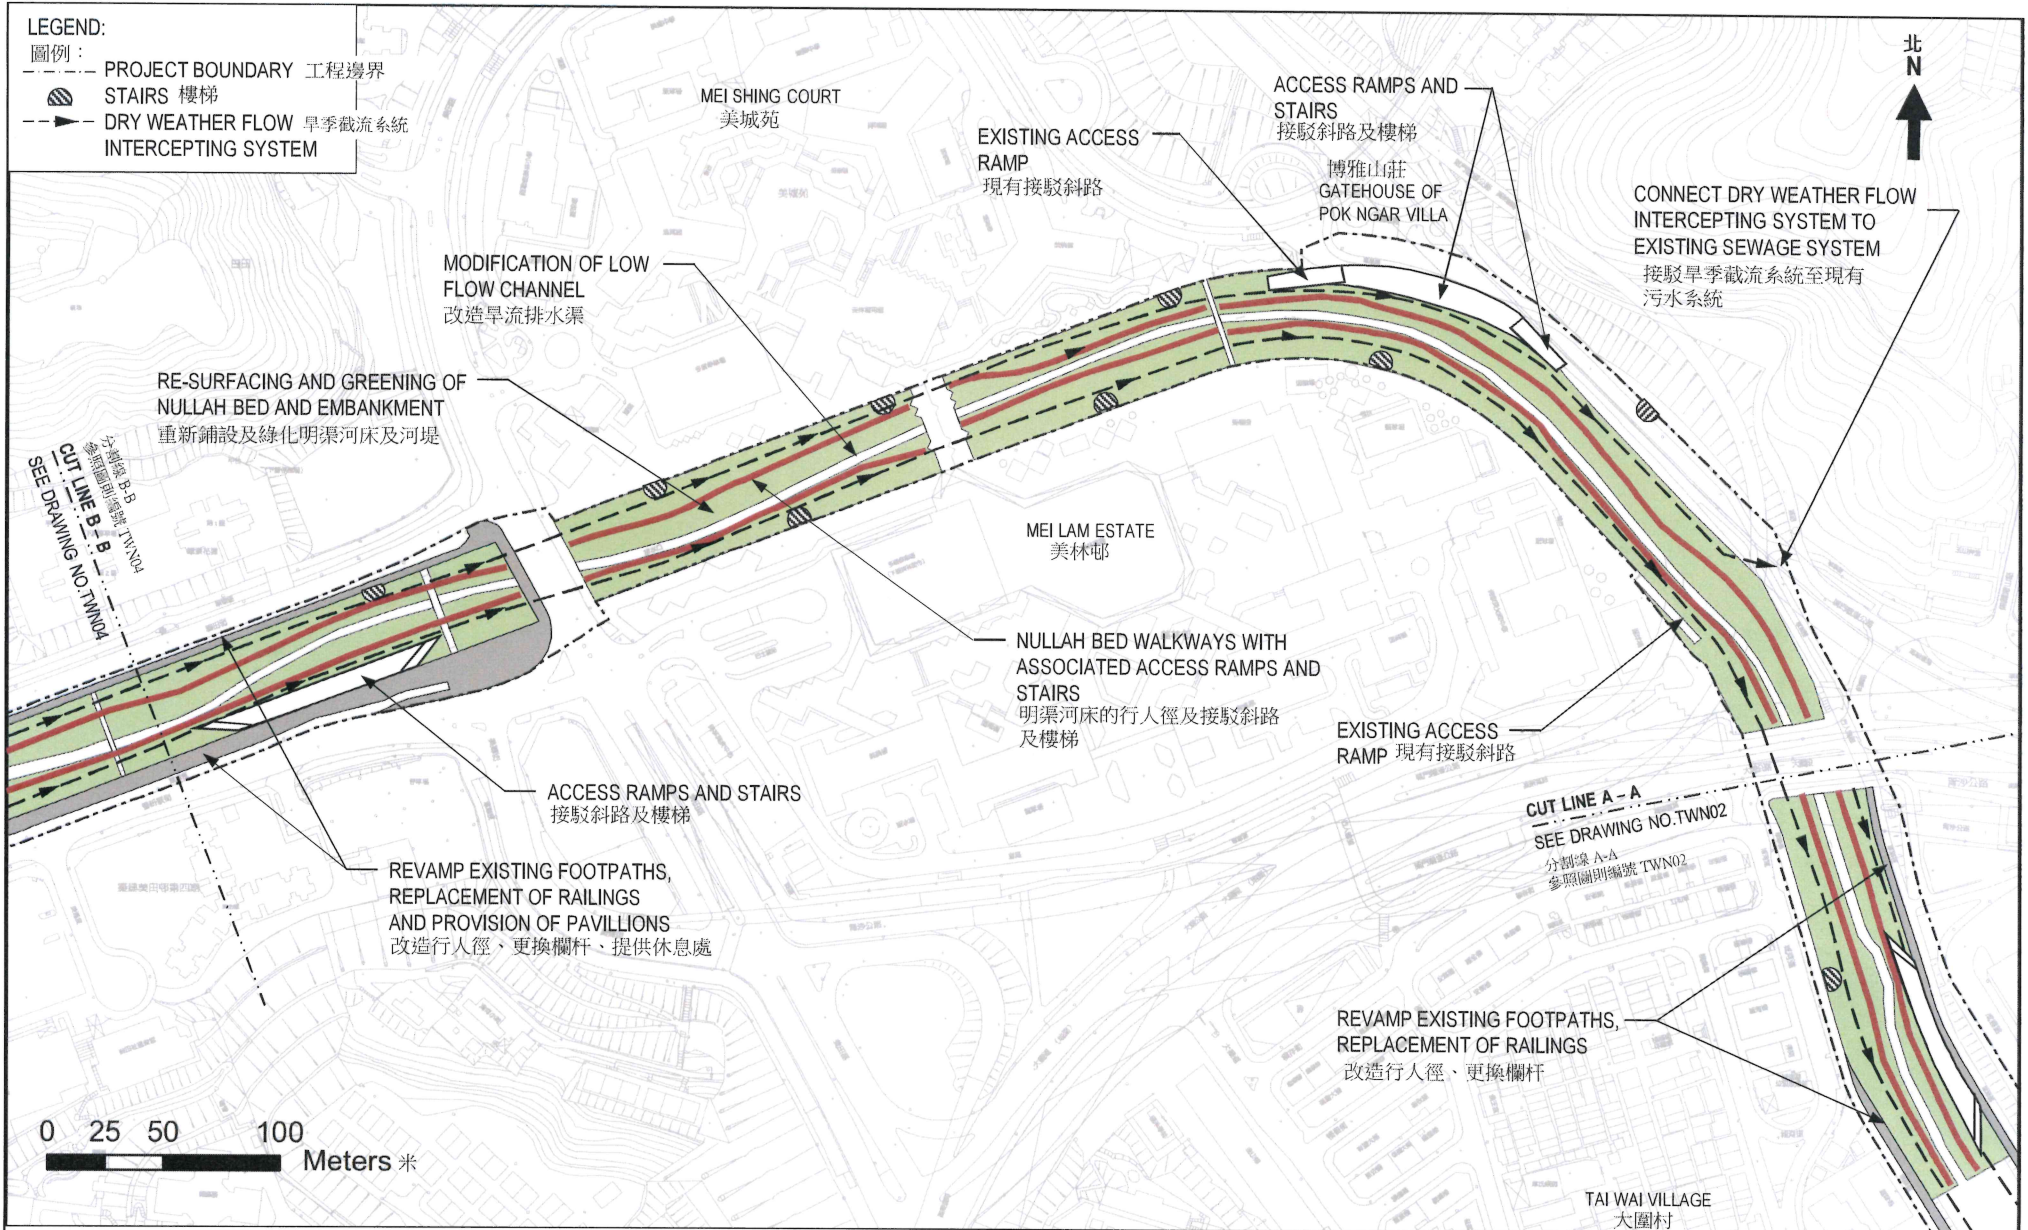 LEGEND:
圖例：
PROJECT BOUNDARY 工程邊界
STAIRS 樓梯
DRY WEATHER FLOW 旱季截流系統
INTERCEPTING SYSTEM
MEI SHING COURT
美城苑
EXISTING ACCESS
RAMP
現有接駁斜路
ACCESS RAMPS AND
STAIRS
接駁斜路及樓梯
博雅山莊
GATEHOUSE OF
POK NGAR VILLA
北
N
CONNECT DRY WEATHER FLOW
INTERCEPTING SYSTEM TO
EXISTING SEWAGE SYSTEM
接駁旱季截流系統至現有
污水系統
MODIFICATION OF LOW
FLOW CHANNEL
改造旱流排水渠
RE-SURFACING AND GREENING OF
NULLAH BED AND EMBANKMENT
重新鋪設及綠化明渠河床及河堤
分割線 B-B
參照圖則編號 TWN04
CUT LINE B - B
SEE DRAWING NO.TWN04
MEI LAM ESTATE
美林邨
NULLAH BED WALKWAYS WITH
ASSOCIATED ACCESS RAMPS AND
STAIRS
明渠河床的行人徑及接駁斜路
及樓梯
EXISTING ACCESS
RAMP 現有接駁斜路
ACCESS RAMPS AND STAIRS
接駁斜路及樓梯
CUT LINE A – A
SEE DRAWING NO.TWN02
分割線 A-A
參照圖則編號 TWN02
REVAMP EXISTING FOOTPATHS,
REPLACEMENT OF RAILINGS
AND PROVISION OF PAVILLIONS
改造行人徑、更換欄杆、提供休息處
REVAMP EXISTING FOOTPATHS,
REPLACEMENT OF RAILINGS
改造行人徑、更換欄杆
0 25 50 100
Meters 米
TAI WAI VILLAGE
大圍村